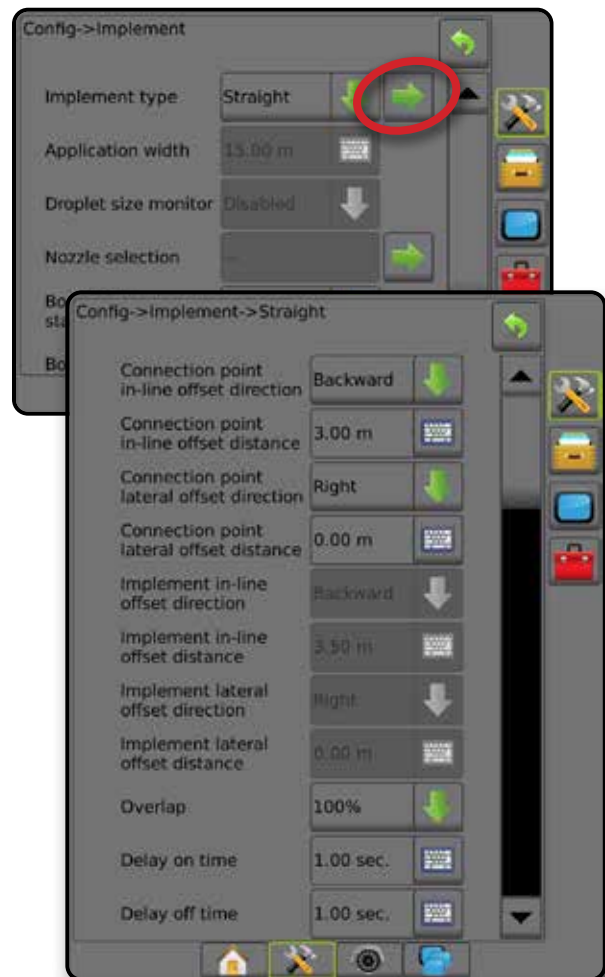 Config->Implement
Implement type
Straight
Application width
15.00 m
Droplet size monitor
Disabled
Nozzle selection
---
Bo
sta
Bo
Config->Implement->Straight
Connection point
in-line offset direction
Backward
Connection point
in-line offset distance
3.00 m
Connection point
lateral offset direction
Right
Connection point
lateral offset distance
0.00 m
Implement in-line
offset direction
Backward
Implement in-line
offset distance
3.50 m
Implement lateral
offset direction
Right
Implement lateral
offset distance
0.00 m
Overlap
100%
Delay on time
1.00 sec.
Delay off time
1.00 sec.